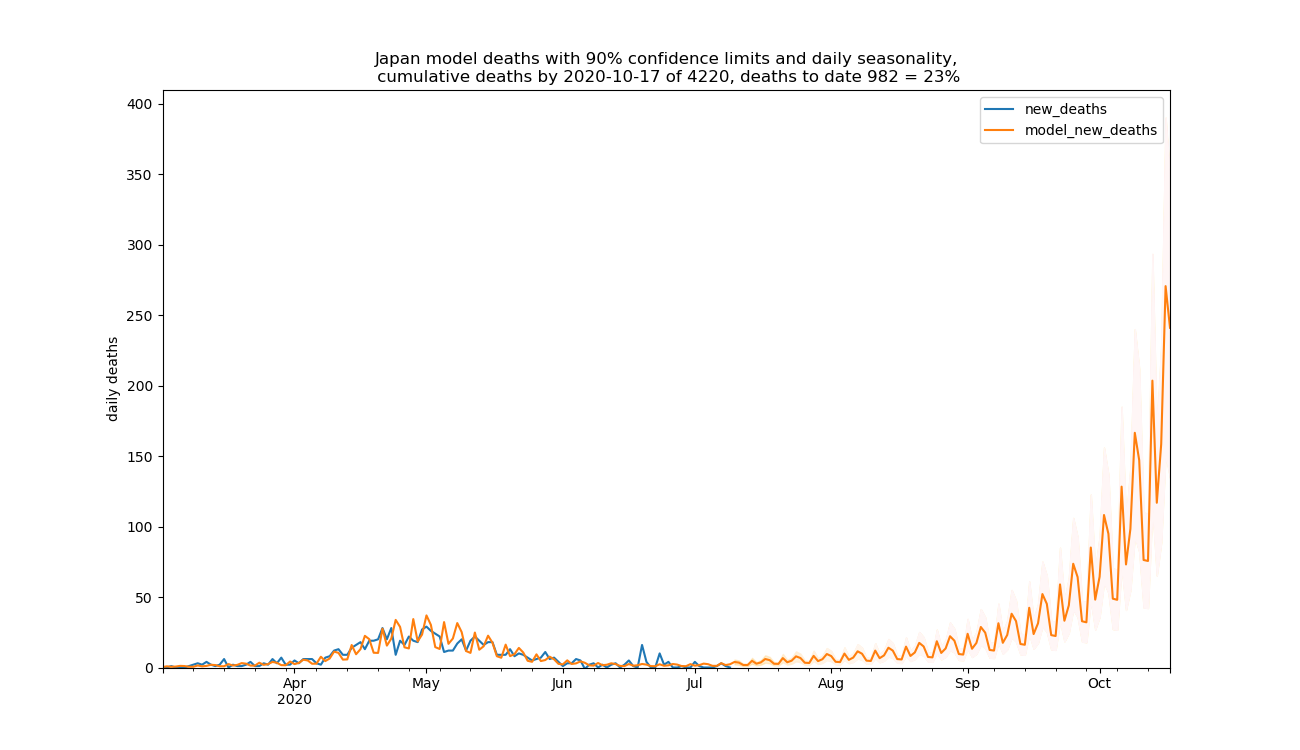 Japan model deaths with 90% confidence limits and daily seasonality,
cumulative deaths by 2020-10-17 of 4220, deaths to date 982 = 23%
new_deaths
model_new_deaths
400
350
300
250
200
150
100
50
0
daily deaths
Apr
2020
May
Jun
Jul
Aug
Sep
Oct